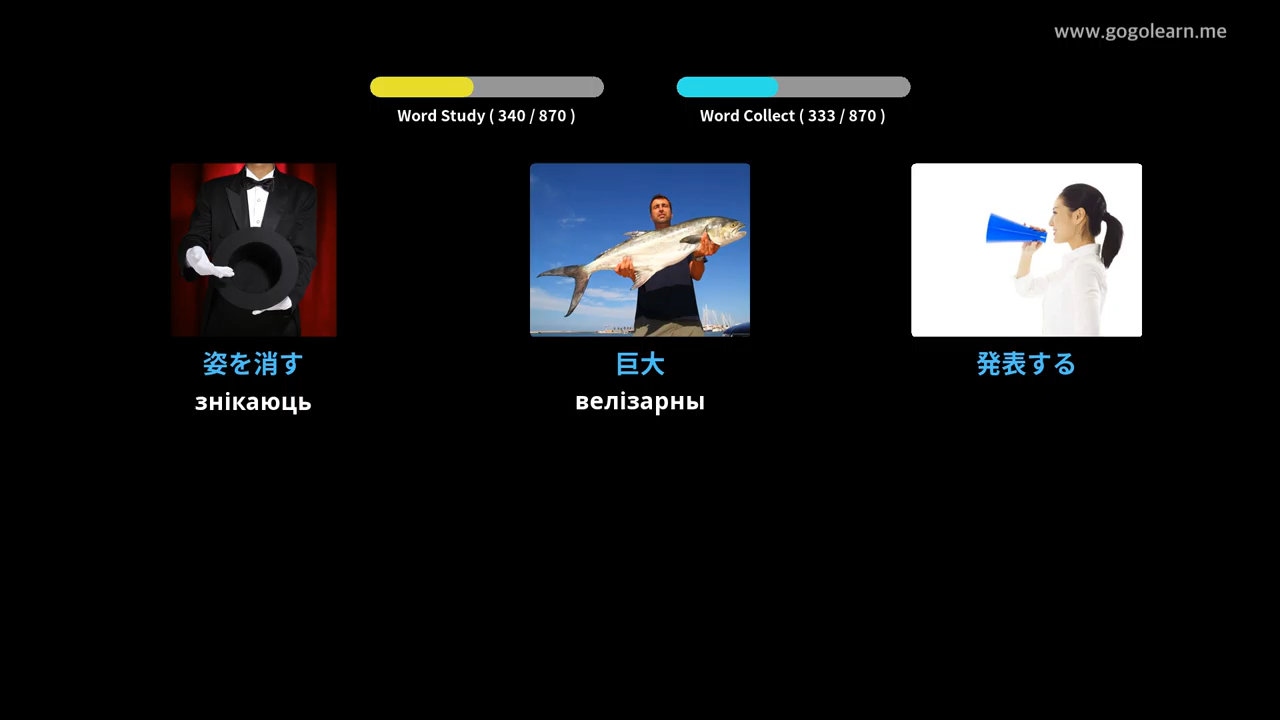 www.gogolearn.me
Word Study ( 340 / 870 )
Word Collect ( 333 / 870 )
姿を消す
巨大
発表する
знікаюць
велізарны